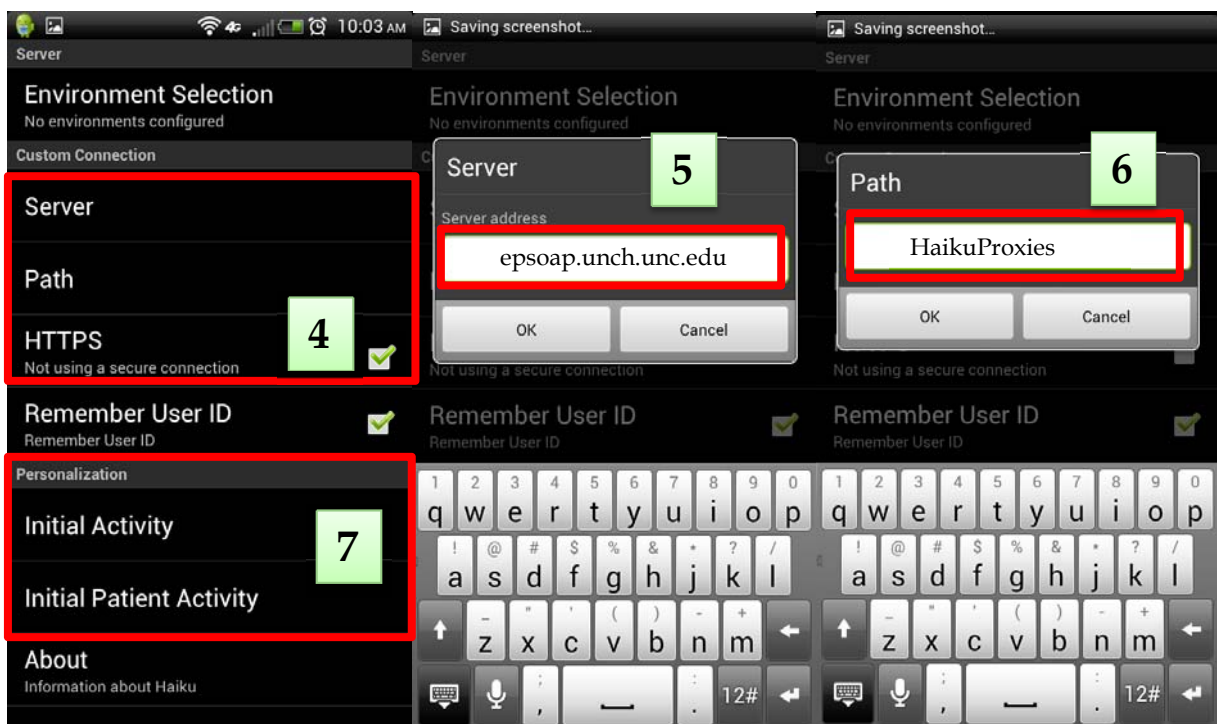 4G 10:03 AM
Server
Environment Selection
No environments configured
Custom Connection
Server
Path
HTTPS
Not using a secure connection
4
Remember User ID
Remember User ID
Personalization
Initial Activity
7
Initial Patient Activity
About
Information about Haiku
Saving screenshot...
Server
Environment Selection
No environments configured
5
Server
Server address
epsoap.unch.unc.edu
OK Cancel
Not using a secure connection
Remember User ID
Remember User ID
1 2 3 4 5 6 7 8 9 0
q w e r t y u i o p
! @ # $ % & * ? /
a s d f g h j k l
_ " ' ( ) - +
z x c v b n m
; :
, . 12#
Saving screenshot...
Server
Environment Selection
No environments configured
6
Path
HaikuProxies
OK Cancel
Not using a secure connection
Remember User ID
Remember User ID
1 2 3 4 5 6 7 8 9 0
q w e r t y u i o p
! @ # $ % & * ? /
a s d f g h j k l
_ " ' ( ) - +
z x c v b n m
; :
, . 12#